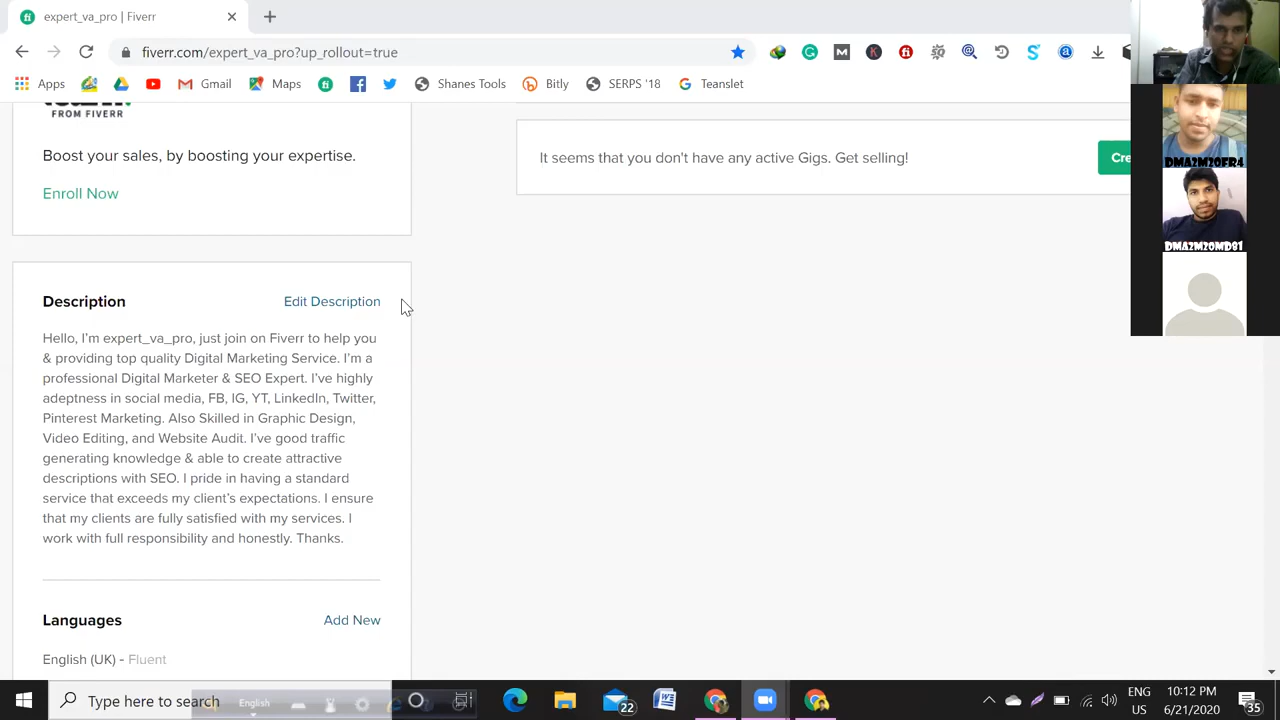 expert_va_pro | Fiverr
fiverr.com/expert_va_pro?up_rollout=true
Apps
Gmail
Maps
Shanes Tools
Bitly
SERPS '18
Teanslet
FROM FIVERR
Boost your sales, by boosting your expertise.
Enroll Now
It seems that you don't have any active Gigs. Get selling!
Cre
DMA2M20FR4
DMA2M20MD81
Description
Edit Description
Hello, I'm expert_va_pro, just join on Fiverr to help you
& providing top quality Digital Marketing Service. I'm a
professional Digital Marketer & SEO Expert. I've highly
adeptness in social media, FB, IG, YT, LinkedIn, Twitter,
Pinterest Marketing. Also Skilled in Graphic Design,
Video Editing, and Website Audit. I've good traffic
generating knowledge & able to create attractive
descriptions with SEO. I pride in having a standard
service that exceeds my client's expectations. I ensure
that my clients are fully satisfied with my services. I
work with full responsibility and honestly. Thanks.
Languages
Add New
English (UK) - Fluent
Type here to search
English
22
ENG
US
10:12 PM
6/21/2020
35